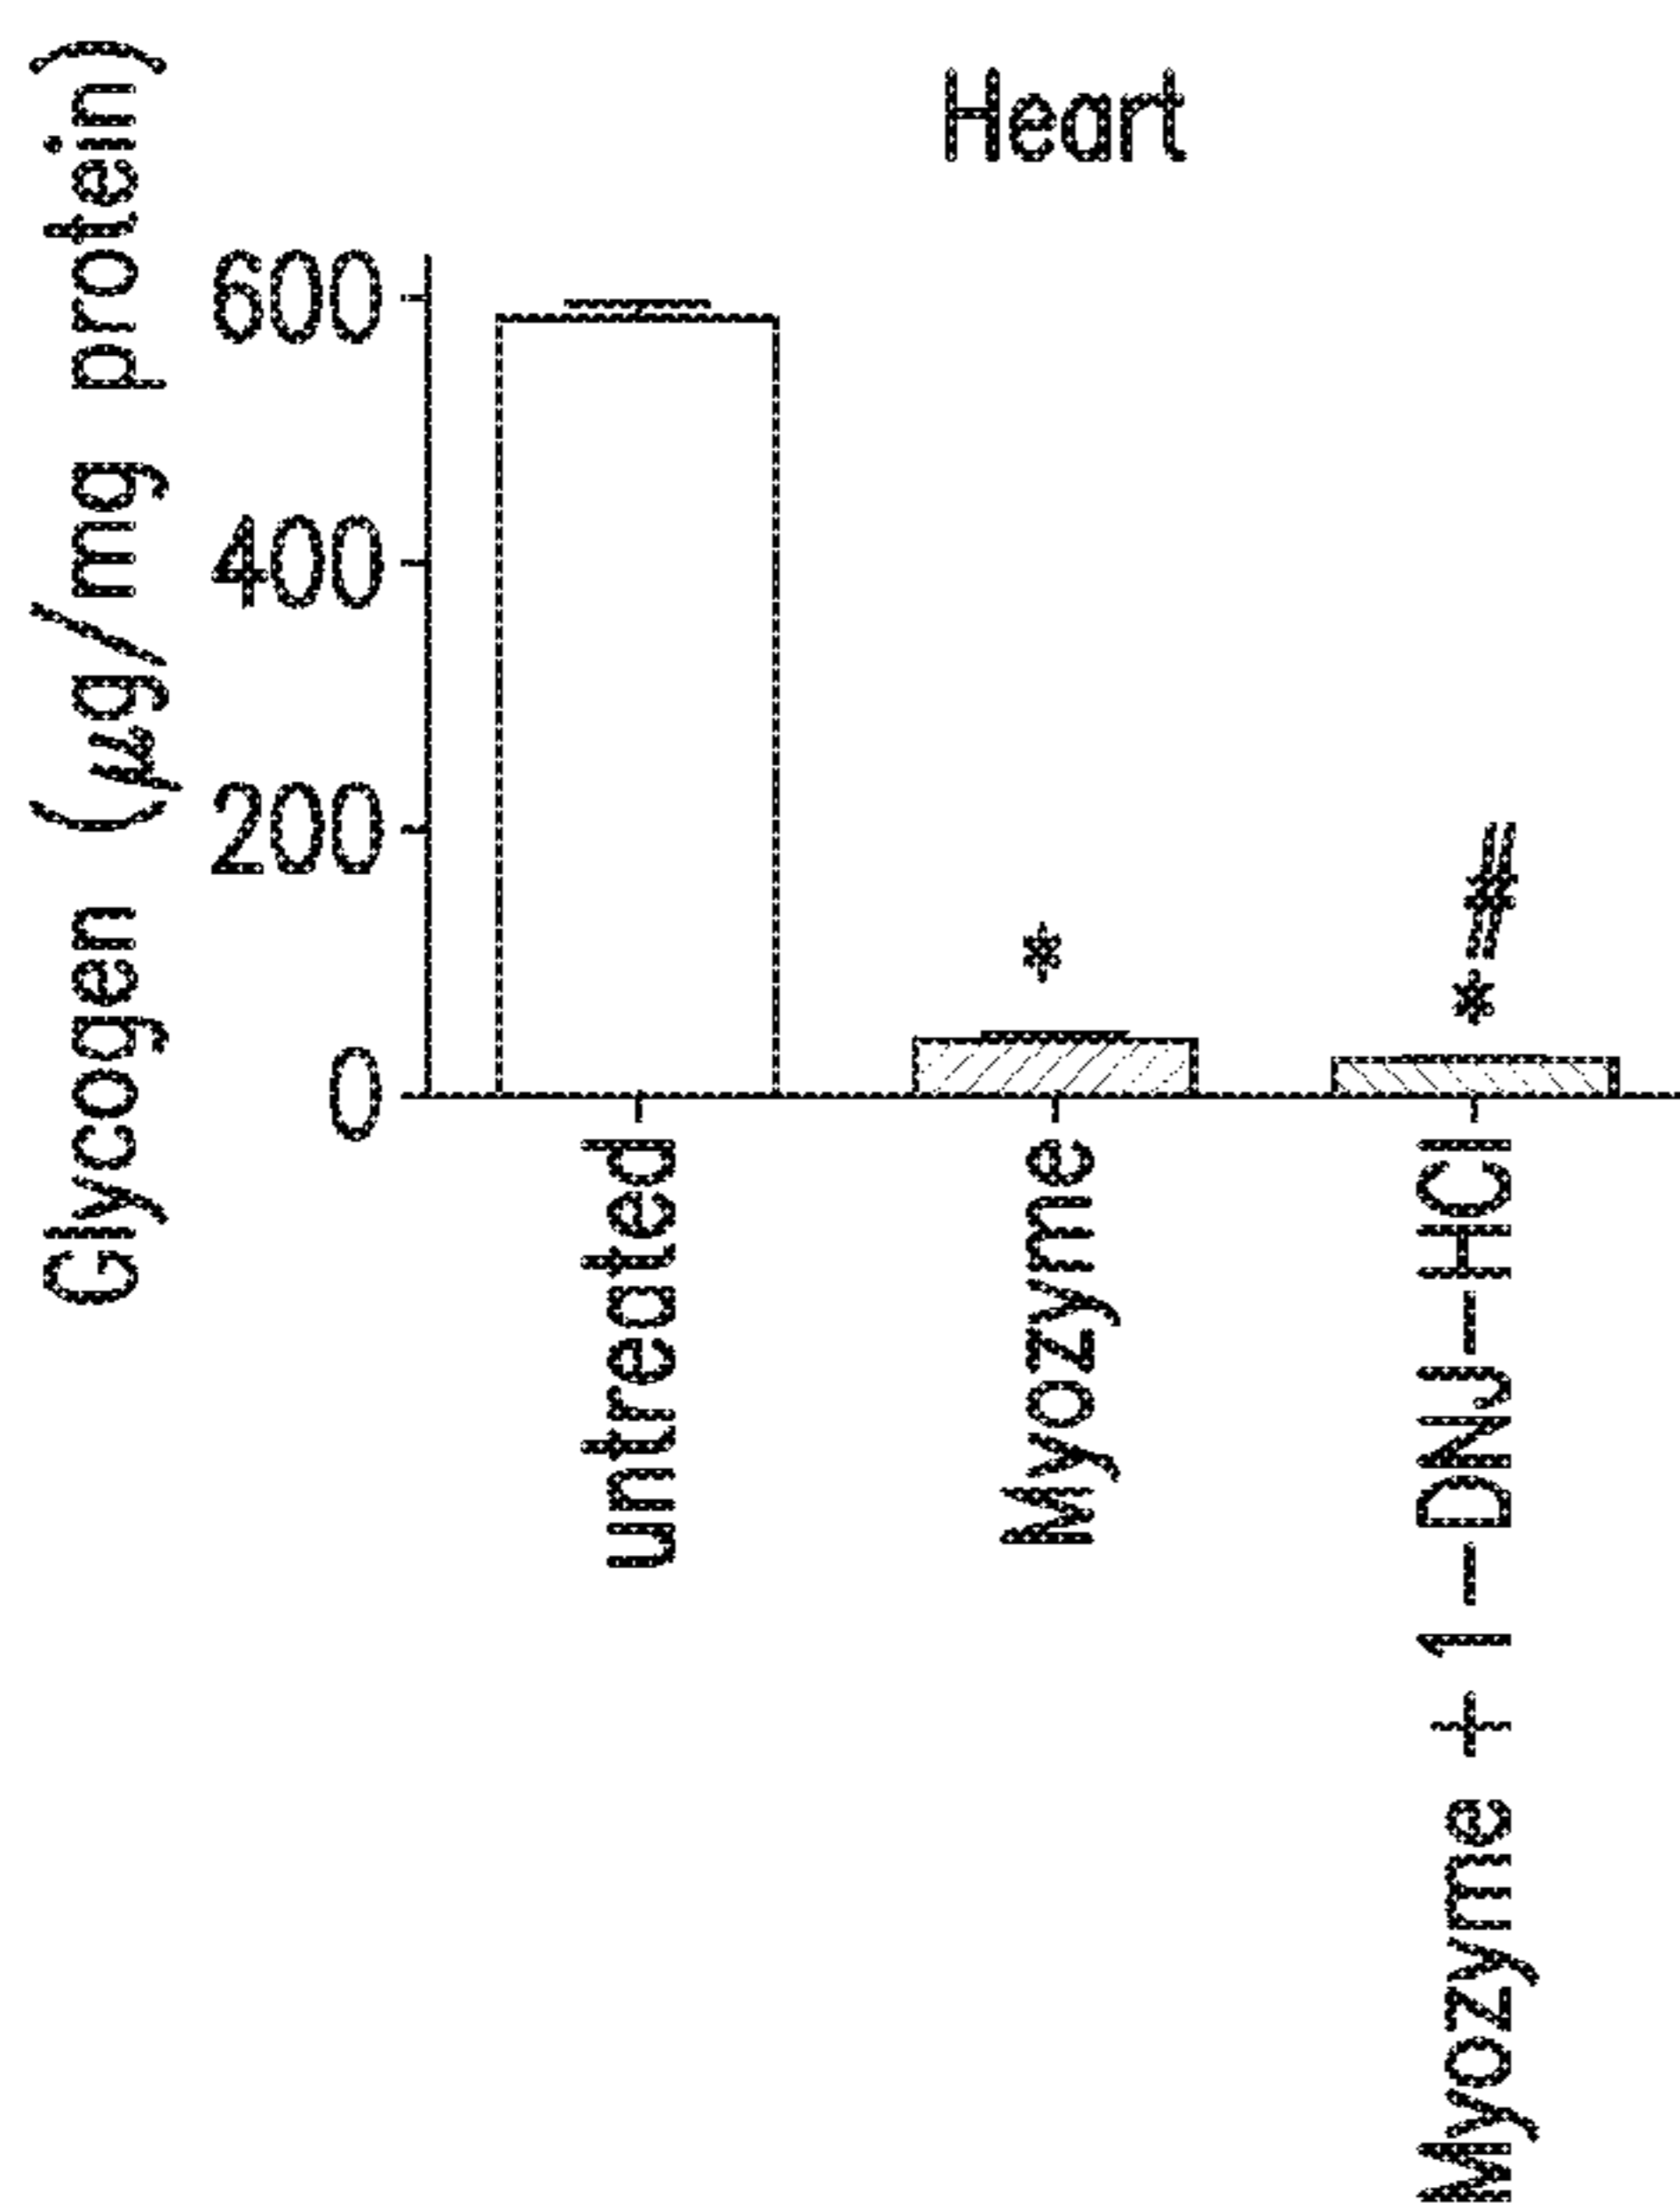 Heart
Glycogen (μg/mg protein)
600
400
200
0
*
*#
untreated
Myozyme
Myozyme + 1-DNJ-HCl